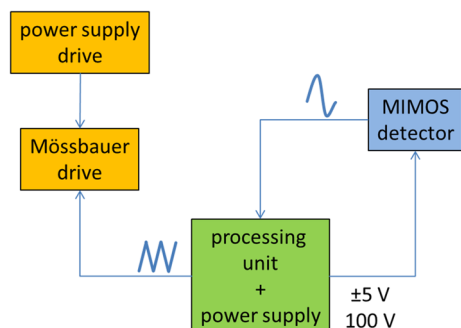 power supply
drive
MIMOS
detector
Mössbauer
drive
processing
unit
+
power supply
±5 V
100 V